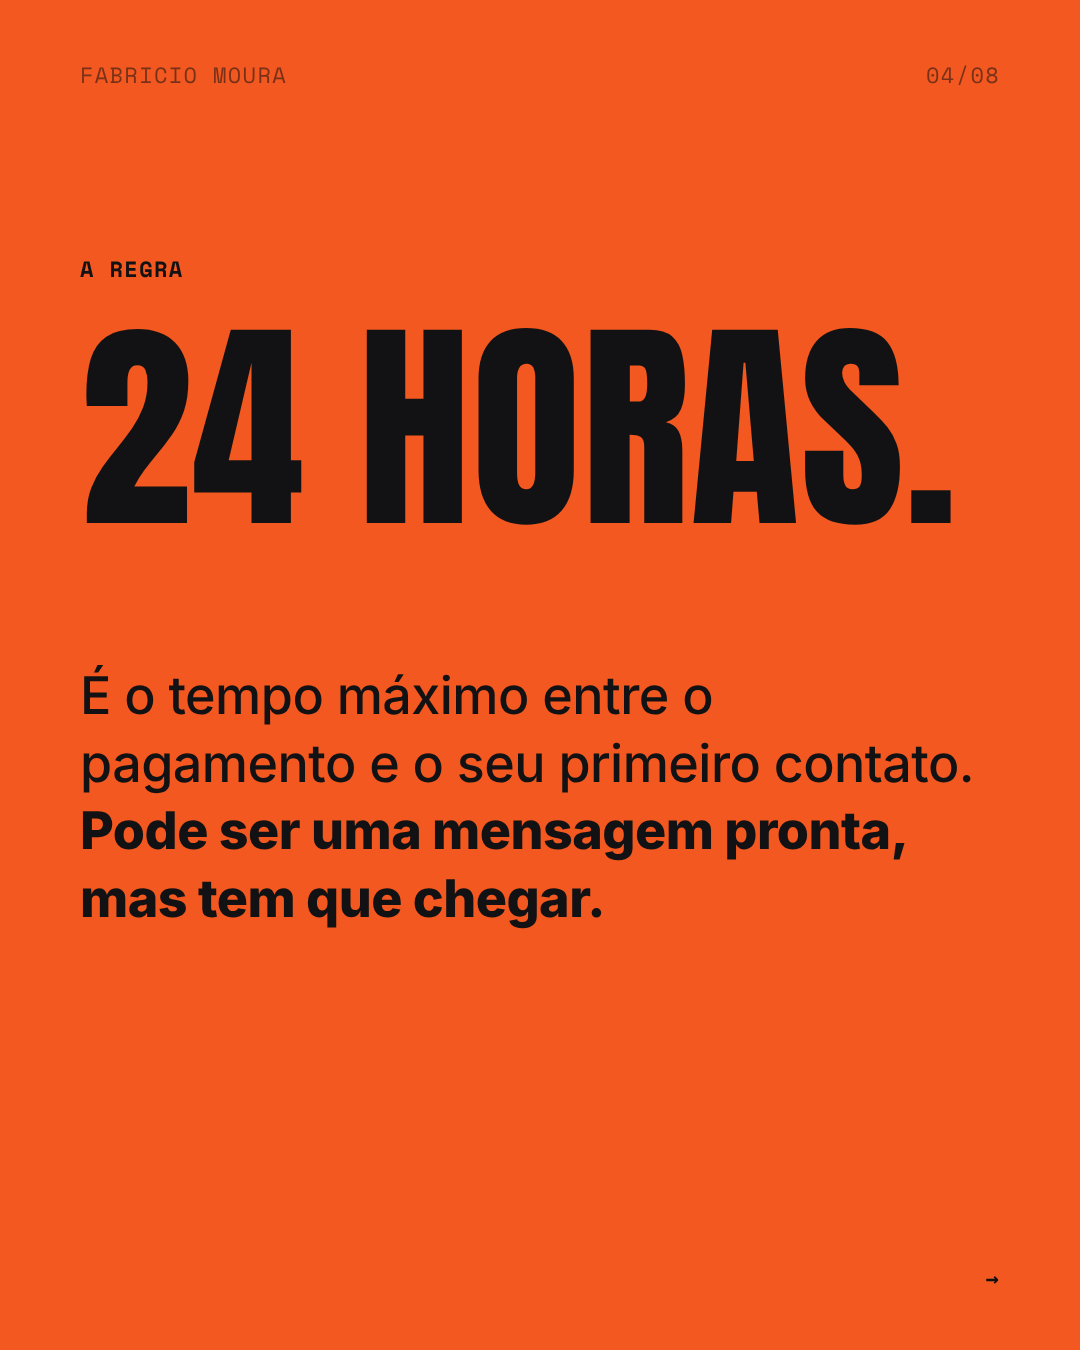 FABRICIO MOURA
04/08
A REGRA
24 HORAS.
É o tempo máximo entre o
pagamento e o seu primeiro contato.
Pode ser uma mensagem pronta,
mas tem que chegar.
→